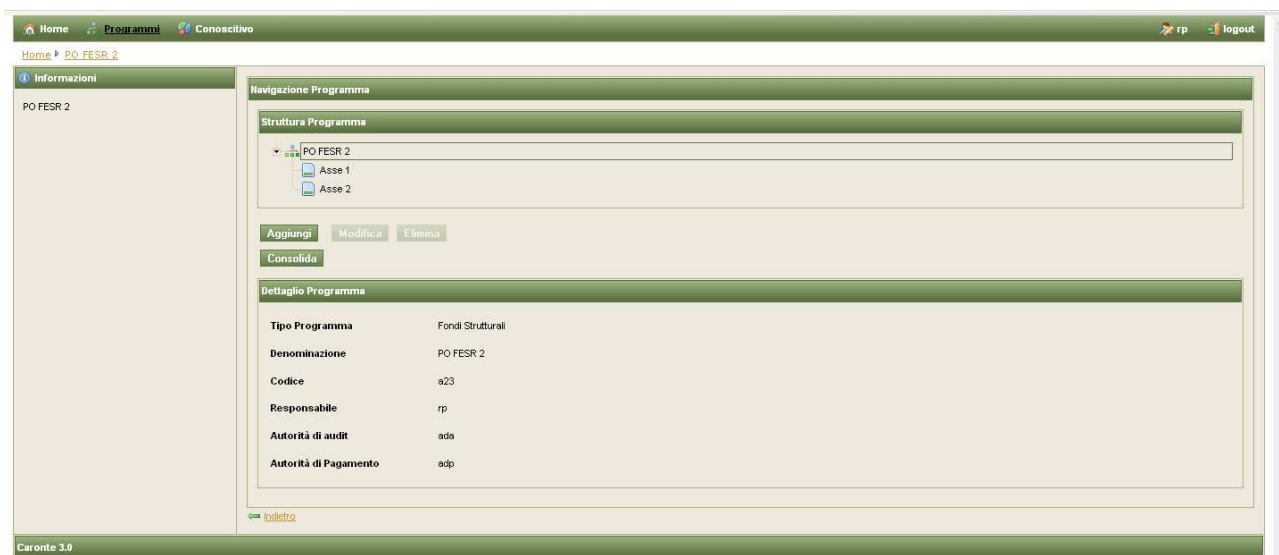 Home Programmi Conoscitivo rp logout
Home PO FESR 2
Informazioni
PO FESR 2
Navigazione Programma
Struttura Programma
PO FESR 2
Asse 1
Asse 2
Aggiungi Modifica Elimina
Consolida
Dettaglio Programma
Tipo Programma Fondi Strutturali
Denominazione PO FESR 2
Codice a23
Responsabile rp
Autorità di audit ada
Autorità di Pagamento adp
Indietro
Caronte 3.0